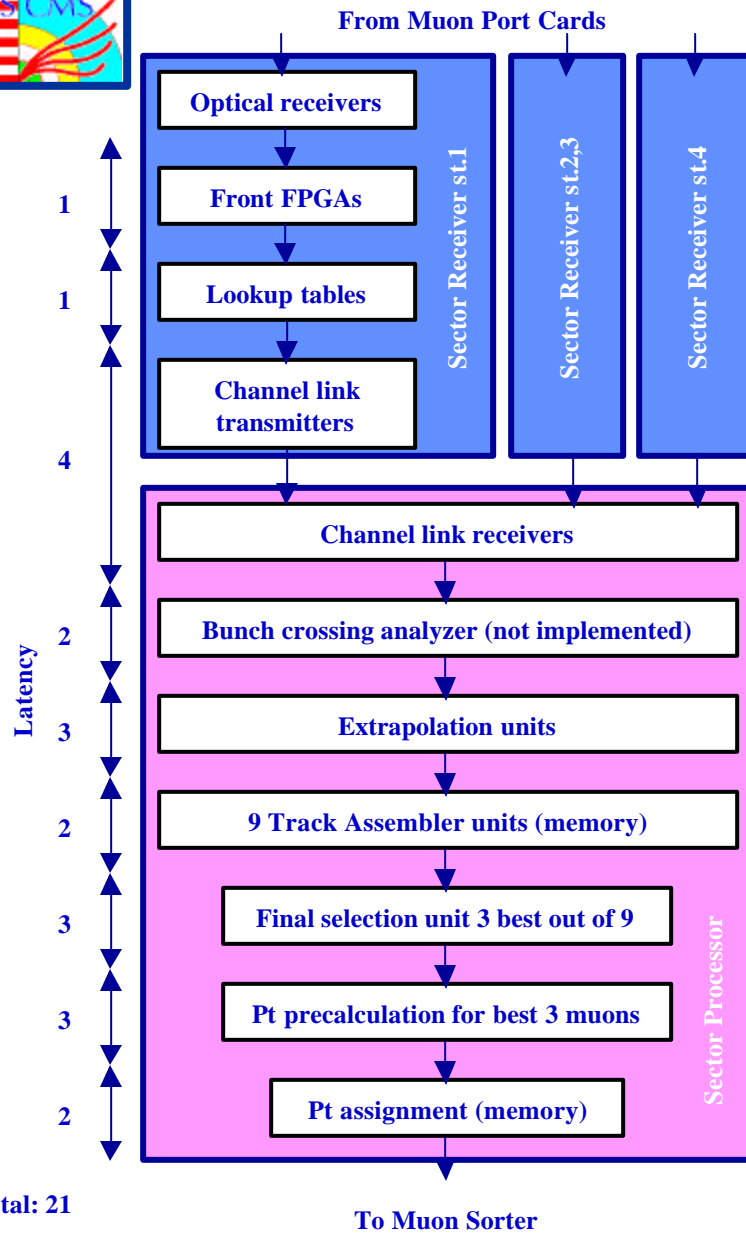 CMS
From Muon Port Cards
Optical receivers
Front FPGAs
Lookup tables
Channel link
transmitters
Sector Receiver st.1
Sector Receiver st.2,3
Sector Receiver st.4
1
1
4
Channel link receivers
Bunch crossing analyzer (not implemented)
Extrapolation units
9 Track Assembler units (memory)
Final selection unit 3 best out of 9
Pt precalculation for best 3 muons
Pt assignment (memory)
Sector Processor
Latency
2
3
2
3
3
2
tal: 21
To Muon Sorter